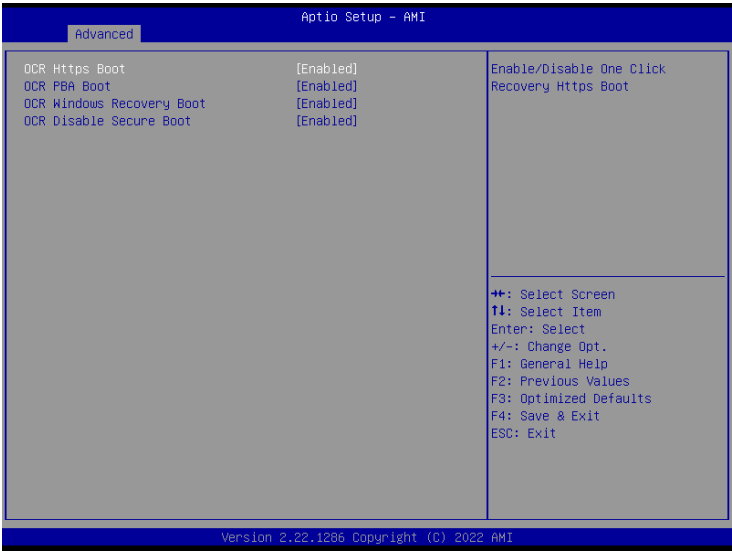 Aptio Setup – AMI
Advanced
OCR Https Boot [Enabled]
OCR PBA Boot [Enabled]
OCR Windows Recovery Boot [Enabled]
OCR Disable Secure Boot [Enabled]
Enable/Disable One Click
Recovery Https Boot
→←: Select Screen
↑↓: Select Item
Enter: Select
+/-: Change Opt.
F1: General Help
F2: Previous Values
F3: Optimized Defaults
F4: Save & Exit
ESC: Exit
Version 2.22.1286 Copyright (C) 2022 AMI